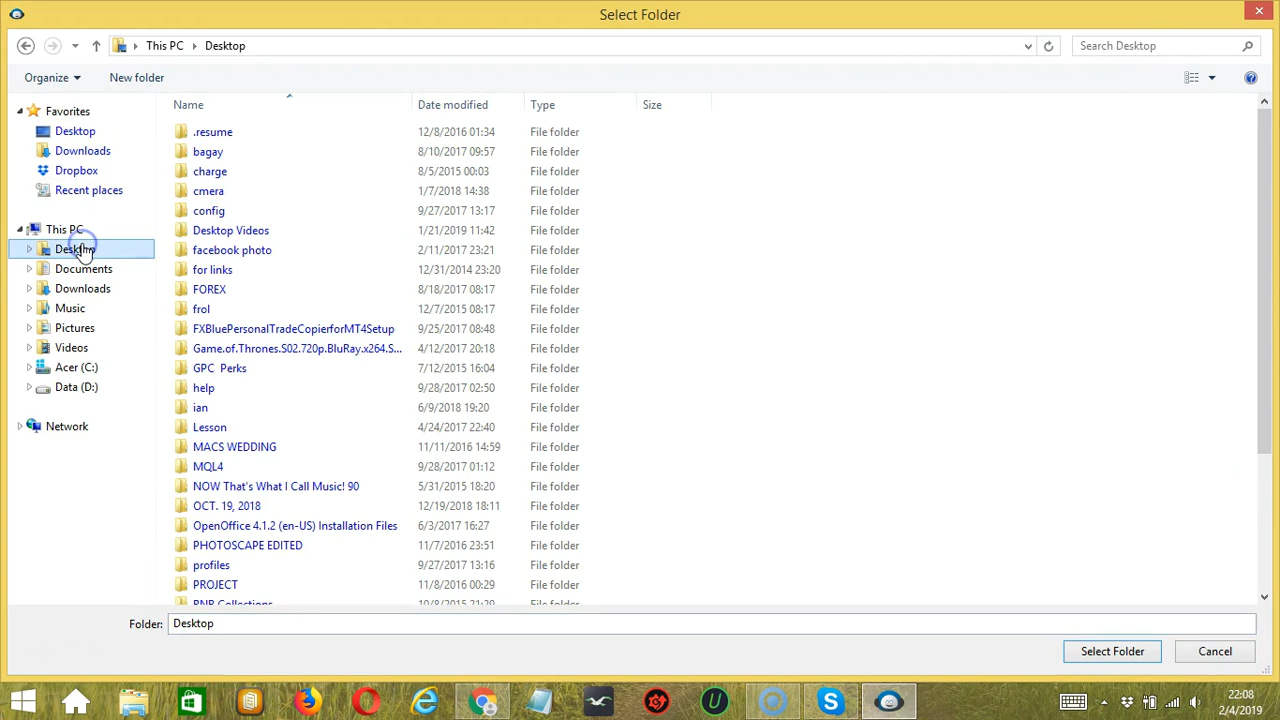 Select Folder
This PC Desktop Search Desktop
Organize New folder
Name Date modified Type Size
Favorites
Desktop
Downloads
Dropbox
Recent places
This PC
Desktop
Documents
Downloads
Music
Pictures
Videos
Acer (C:)
Data (D:)
Network
.resume 12/8/2016 01:34 File folder
bagay 8/10/2017 09:57 File folder
charge 8/5/2015 00:03 File folder
cmera 1/7/2018 14:38 File folder
config 9/27/2017 13:17 File folder
Desktop Videos 1/21/2019 11:42 File folder
facebook photo 2/11/2017 23:21 File folder
for links 12/31/2014 23:20 File folder
FOREX 8/18/2017 08:17 File folder
frol 12/7/2015 08:17 File folder
FXBluePersonalTradeCopierforMT4Setup 9/25/2017 08:48 File folder
Game.of.Thrones.S02.720p.BluRay.x264.S... 4/12/2017 20:18 File folder
GPC Perks 7/12/2015 16:04 File folder
help 9/28/2017 02:50 File folder
ian 6/9/2018 19:20 File folder
Lesson 4/24/2017 22:40 File folder
MACS WEDDING 11/11/2016 14:59 File folder
MQL4 9/28/2017 01:12 File folder
NOW That's What I Call Music! 90 5/31/2015 18:20 File folder
OCT. 19, 2018 12/19/2018 18:11 File folder
OpenOffice 4.1.2 (en-US) Installation Files 6/3/2017 16:27 File folder
PHOTOSCAPE EDITED 11/7/2016 23:51 File folder
profiles 9/27/2017 13:16 File folder
PROJECT 11/8/2016 00:29 File folder
PNB Collections 10/8/2015 21:29 File folder
Folder: Desktop
Select Folder Cancel
22:08
2/4/2019